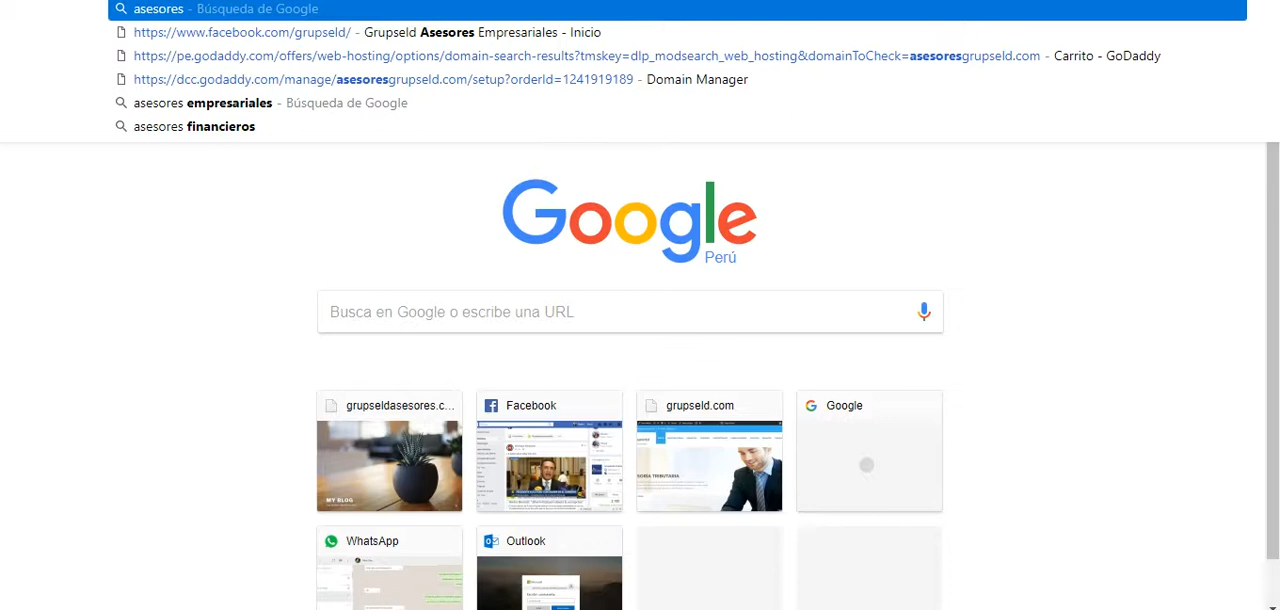 asesores - Búsqueda de Google
https://www.facebook.com/grupseld/ - Grupseld Asesores Empresariales - Inicio
https://pe.godaddy.com/offers/web-hosting/options/domain-search-results?tmskey=dlp_modsearch_web_hosting&domainToCheck=asesoresgrupseld.com - Carrito - GoDaddy
https://dcc.godaddy.com/manage/asesoresgrupseld.com/setup?orderId=1241919189 - Domain Manager
asesores empresariales - Búsqueda de Google
asesores financieros
Google
Perú
Busca en Google o escribe una URL
grupseldasesores.c...
Facebook
grupseld.com
Google
MY BLOG
WhatsApp
Outlook